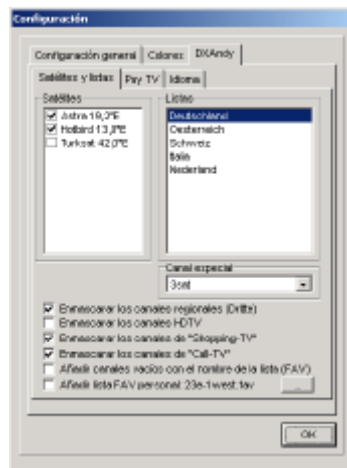 Configuración
Configuración general
Colores
DXAndy
Satélites y listas
Pay TV
Idioma
Satélites
Astra 19,2°E
Hotbird 13,0°E
Turksat 42,0°E
Listas
Deutschland
Oesterreich
Schweiz
Italia
Nederland
Canal especial
3sat
Enmascarar los canales regionales (Dritte)
Enmascarar los canales HDTV
Enmascarar los canales de "Shopping-TV"
Enmascarar los canales de "Call-TV"
Añadir canales vacíos con el nombre de la lista (FAV)
Añadir lista FAV personal: 23e-1west.fav
...
OK